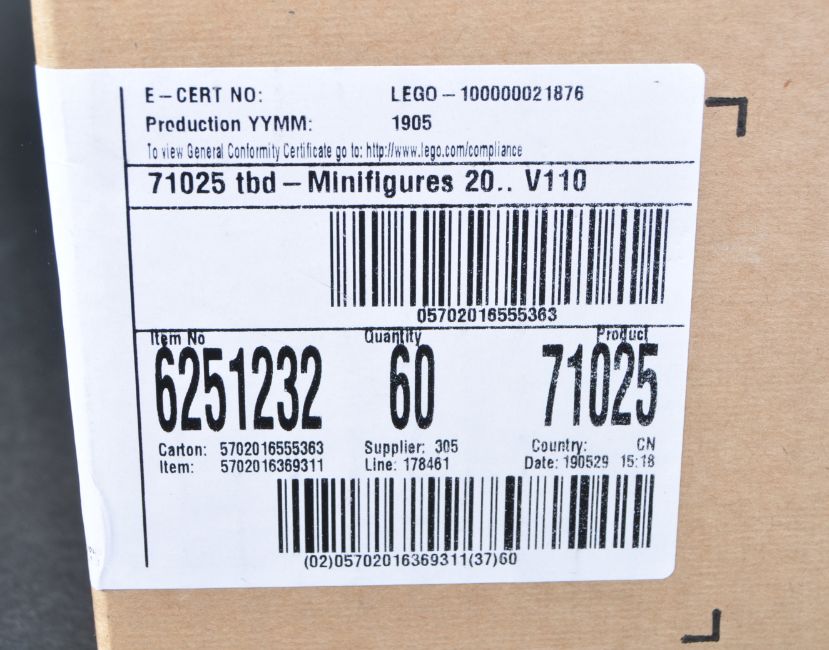 E-CERT NO: LEGO-100000021876
Production YYMM: 1905
To view General Conformity Certificate go to: http://www.lego.com/compliance
71025 tbd-Minifigures 20.. V110
05702016555363
Item No Quantity Product
6251232 60 71025
Carton: 5702016555363 Supplier: 305 Country: CN
Item: 5702016369311 Line: 178461 Date: 190529 15:18
(02)05702016369311(37)60